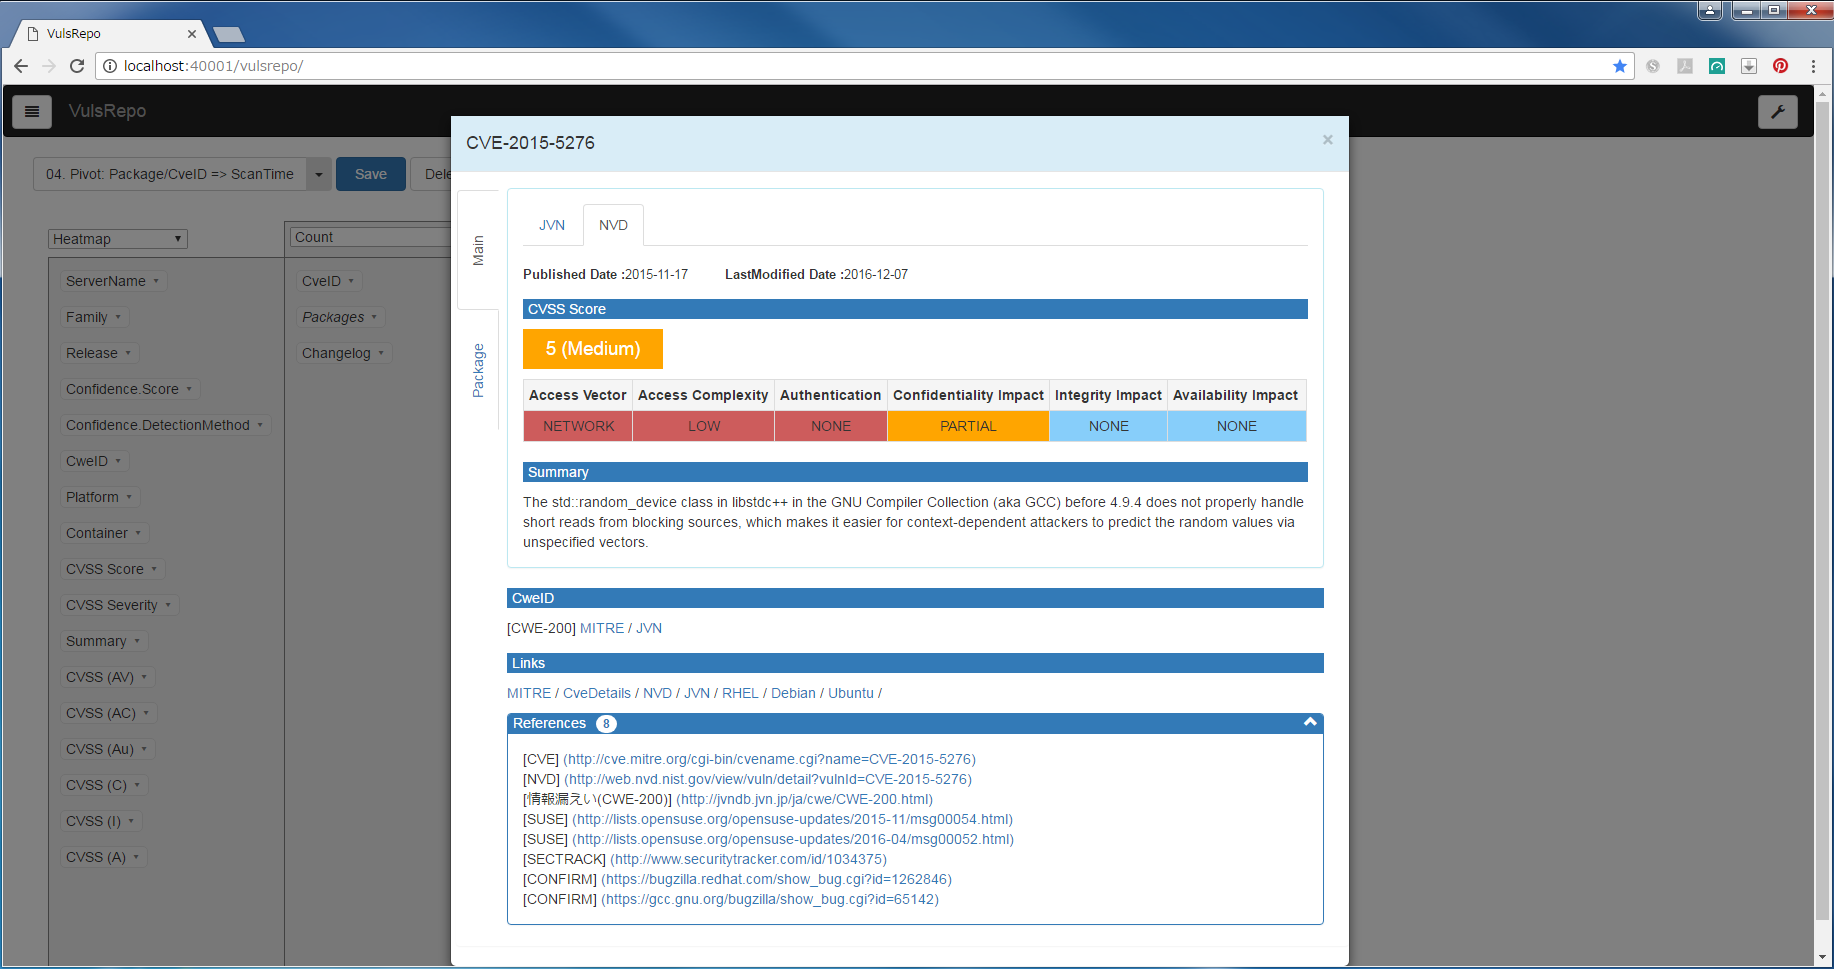 VulsRepo
localhost:40001/vulsrepo/
VulsRepo
04. Pivot: Package/CveID => ScanTime
Save
Heatmap
Count
ServerName
Family
Release
Confidence.Score
Confidence.DetectionMethod
CweID
Platform
Container
CVSS Score
CVSS Severity
Summary
CVSS (AV)
CVSS (AC)
CVSS (Au)
CVSS (C)
CVSS (I)
CVSS (A)
CveID
Packages
Changelog
CVE-2015-5276
×
Main
Package
JVN NVD
Published Date :2015-11-17 LastModified Date :2016-12-07
CVSS Score
5 (Medium)
Access Vector Access Complexity Authentication Confidentiality Impact Integrity Impact Availability Impact
NETWORK LOW NONE PARTIAL NONE NONE
Summary
The std::random_device class in libstdc++ in the GNU Compiler Collection (aka GCC) before 4.9.4 does not properly handle
short reads from blocking sources, which makes it easier for context-dependent attackers to predict the random values via
unspecified vectors.
CweID
[CWE-200] MITRE / JVN
Links
MITRE / CveDetails / NVD / JVN / RHEL / Debian / Ubuntu /
References 8
[CVE] (http://cve.mitre.org/cgi-bin/cvename.cgi?name=CVE-2015-5276)
[NVD] (http://web.nvd.nist.gov/view/vuln/detail?vulnId=CVE-2015-5276)
[情報漏えい(CWE-200)] (http://jvndb.jvn.jp/ja/cwe/CWE-200.html)
[SUSE] (http://lists.opensuse.org/opensuse-updates/2015-11/msg00054.html)
[SUSE] (http://lists.opensuse.org/opensuse-updates/2016-04/msg00052.html)
[SECTRACK] (http://www.securitytracker.com/id/1034375)
[CONFIRM] (https://bugzilla.redhat.com/show_bug.cgi?id=1262846)
[CONFIRM] (https://gcc.gnu.org/bugzilla/show_bug.cgi?id=65142)